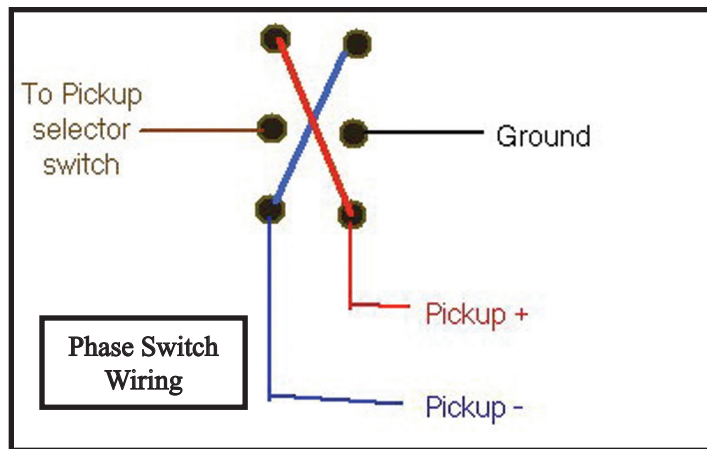 To Pickup
selector
switch
Ground
Pickup +
Phase Switch
Wiring
Pickup -